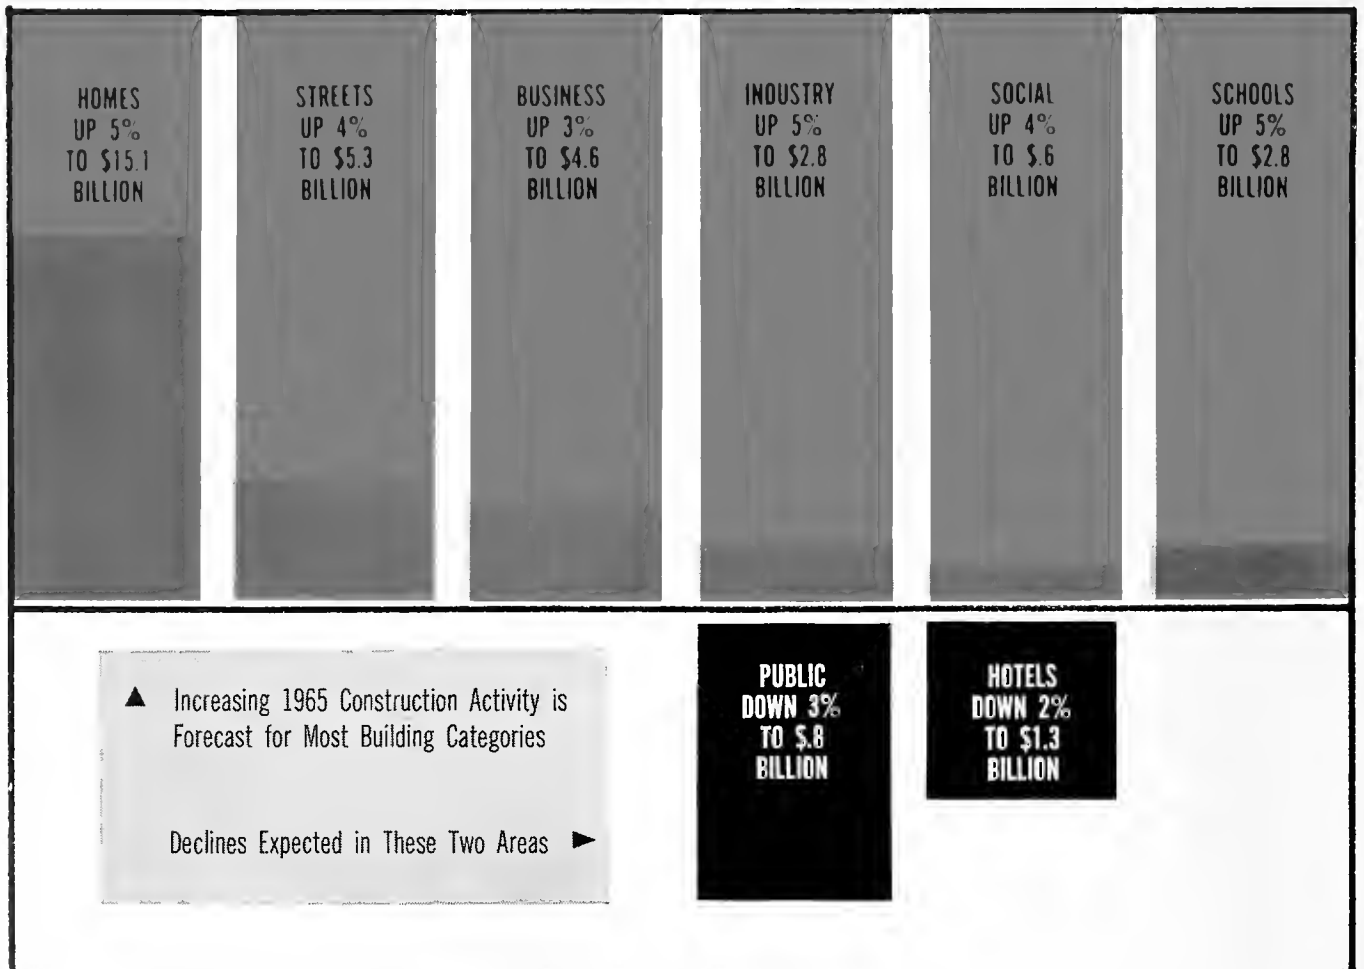 HOMES
UP 5%
TO $15.1
BILLION
STREETS
UP 4%
TO $5.3
BILLION
BUSINESS
UP 3%
TO $4.6
BILLION
INDUSTRY
UP 5%
TO $2.8
BILLION
SOCIAL
UP 4%
TO $.6
BILLION
SCHOOLS
UP 5%
TO $2.8
BILLION
▲ Increasing 1965 Construction Activity is
Forecast for Most Building Categories
Declines Expected in These Two Areas ►
PUBLIC
DOWN 3%
TO $.8
BILLION
HOTELS
DOWN 2%
TO $1.3
BILLION